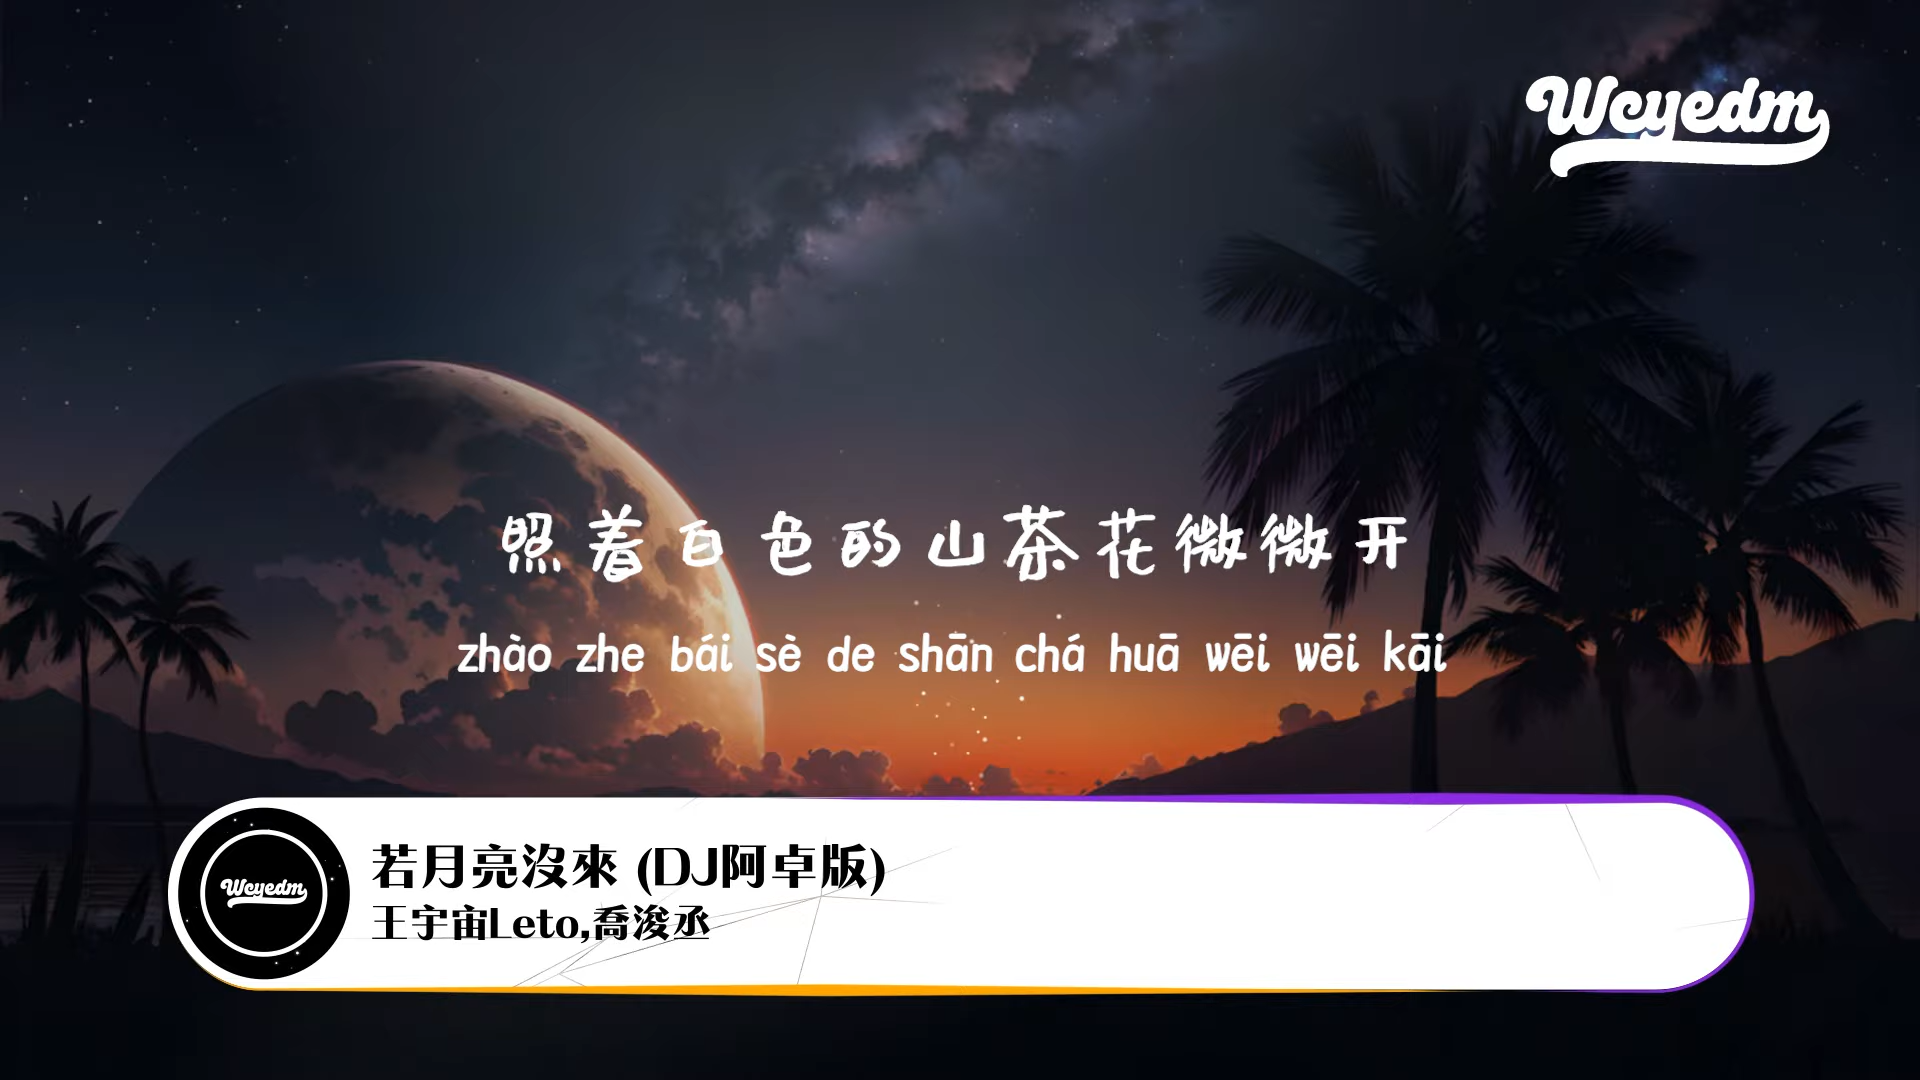 Wcyedm
照着白色的山茶花微微开
zhào zhe bái sè de shān chá huā wēi wēi kāi
Wcyedm
若月亮沒來 (DJ阿卓版)
王宇宙Leto,喬浚丞